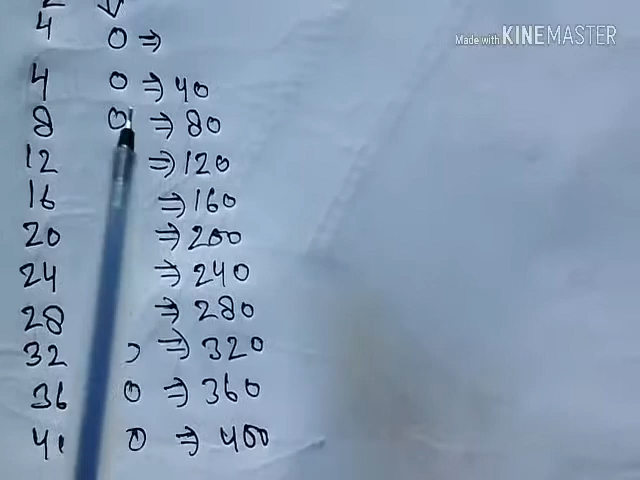 Made with KINEMASTER
4 0 ⇒
4 0 ⇒ 40
8 0 ⇒ 80
12 ⇒ 120
16 ⇒ 160
20 ⇒ 200
24 ⇒ 240
28 ⇒ 280
32 ⇒ 320
36 0 ⇒ 360
0 ⇒ 400